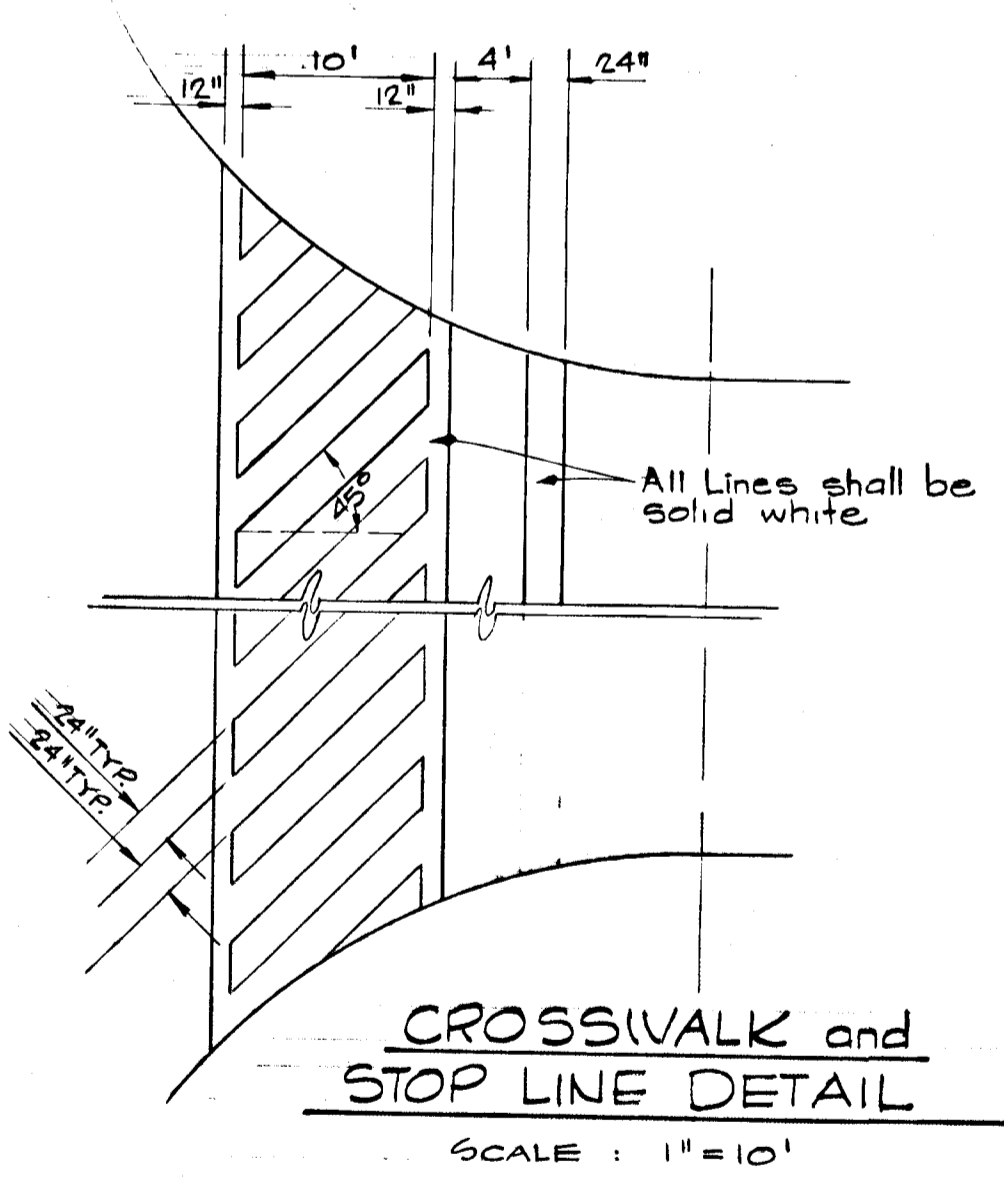 10'
4'
24"
12"
12"
All Lines shall be
solid white
45°
24" TYP.
24" TYP.
CROSSWALK and
STOP LINE DETAIL
SCALE : 1" = 10'